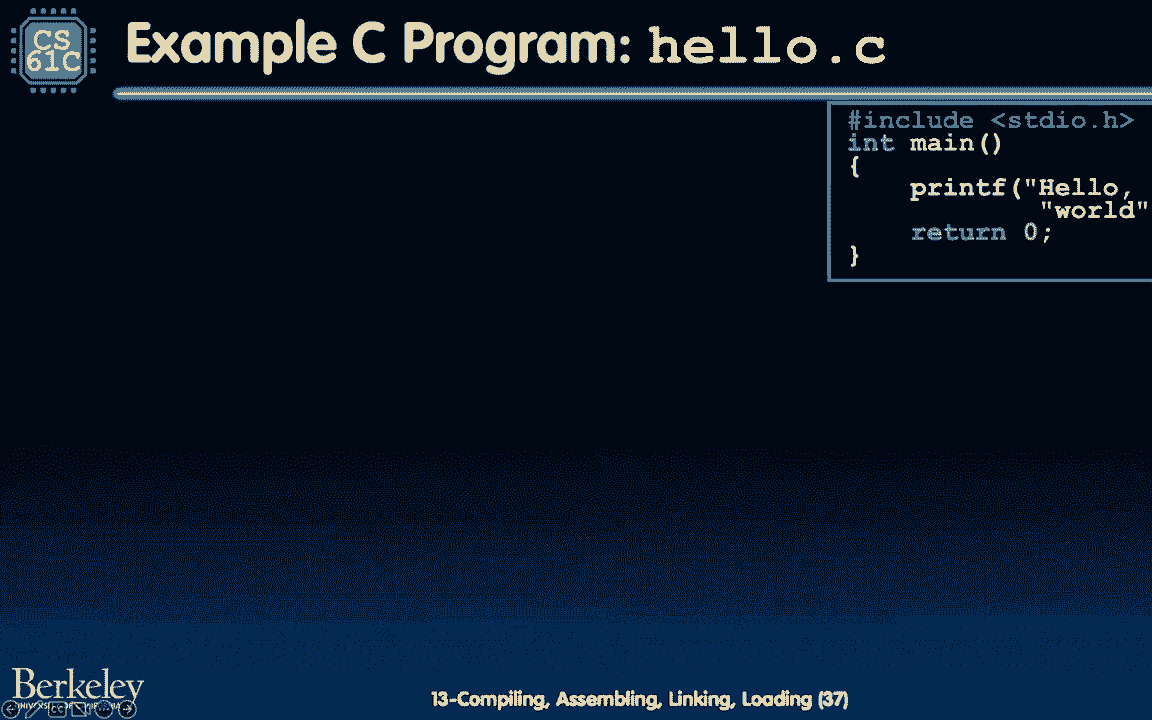 CS
61C
Example C Program: hello.c
#include <stdio.h>
int main()
{
printf("Hello,
"world"
return 0;
}
Berkeley
13-Compiling, Assembling, Linking, Loading (37)